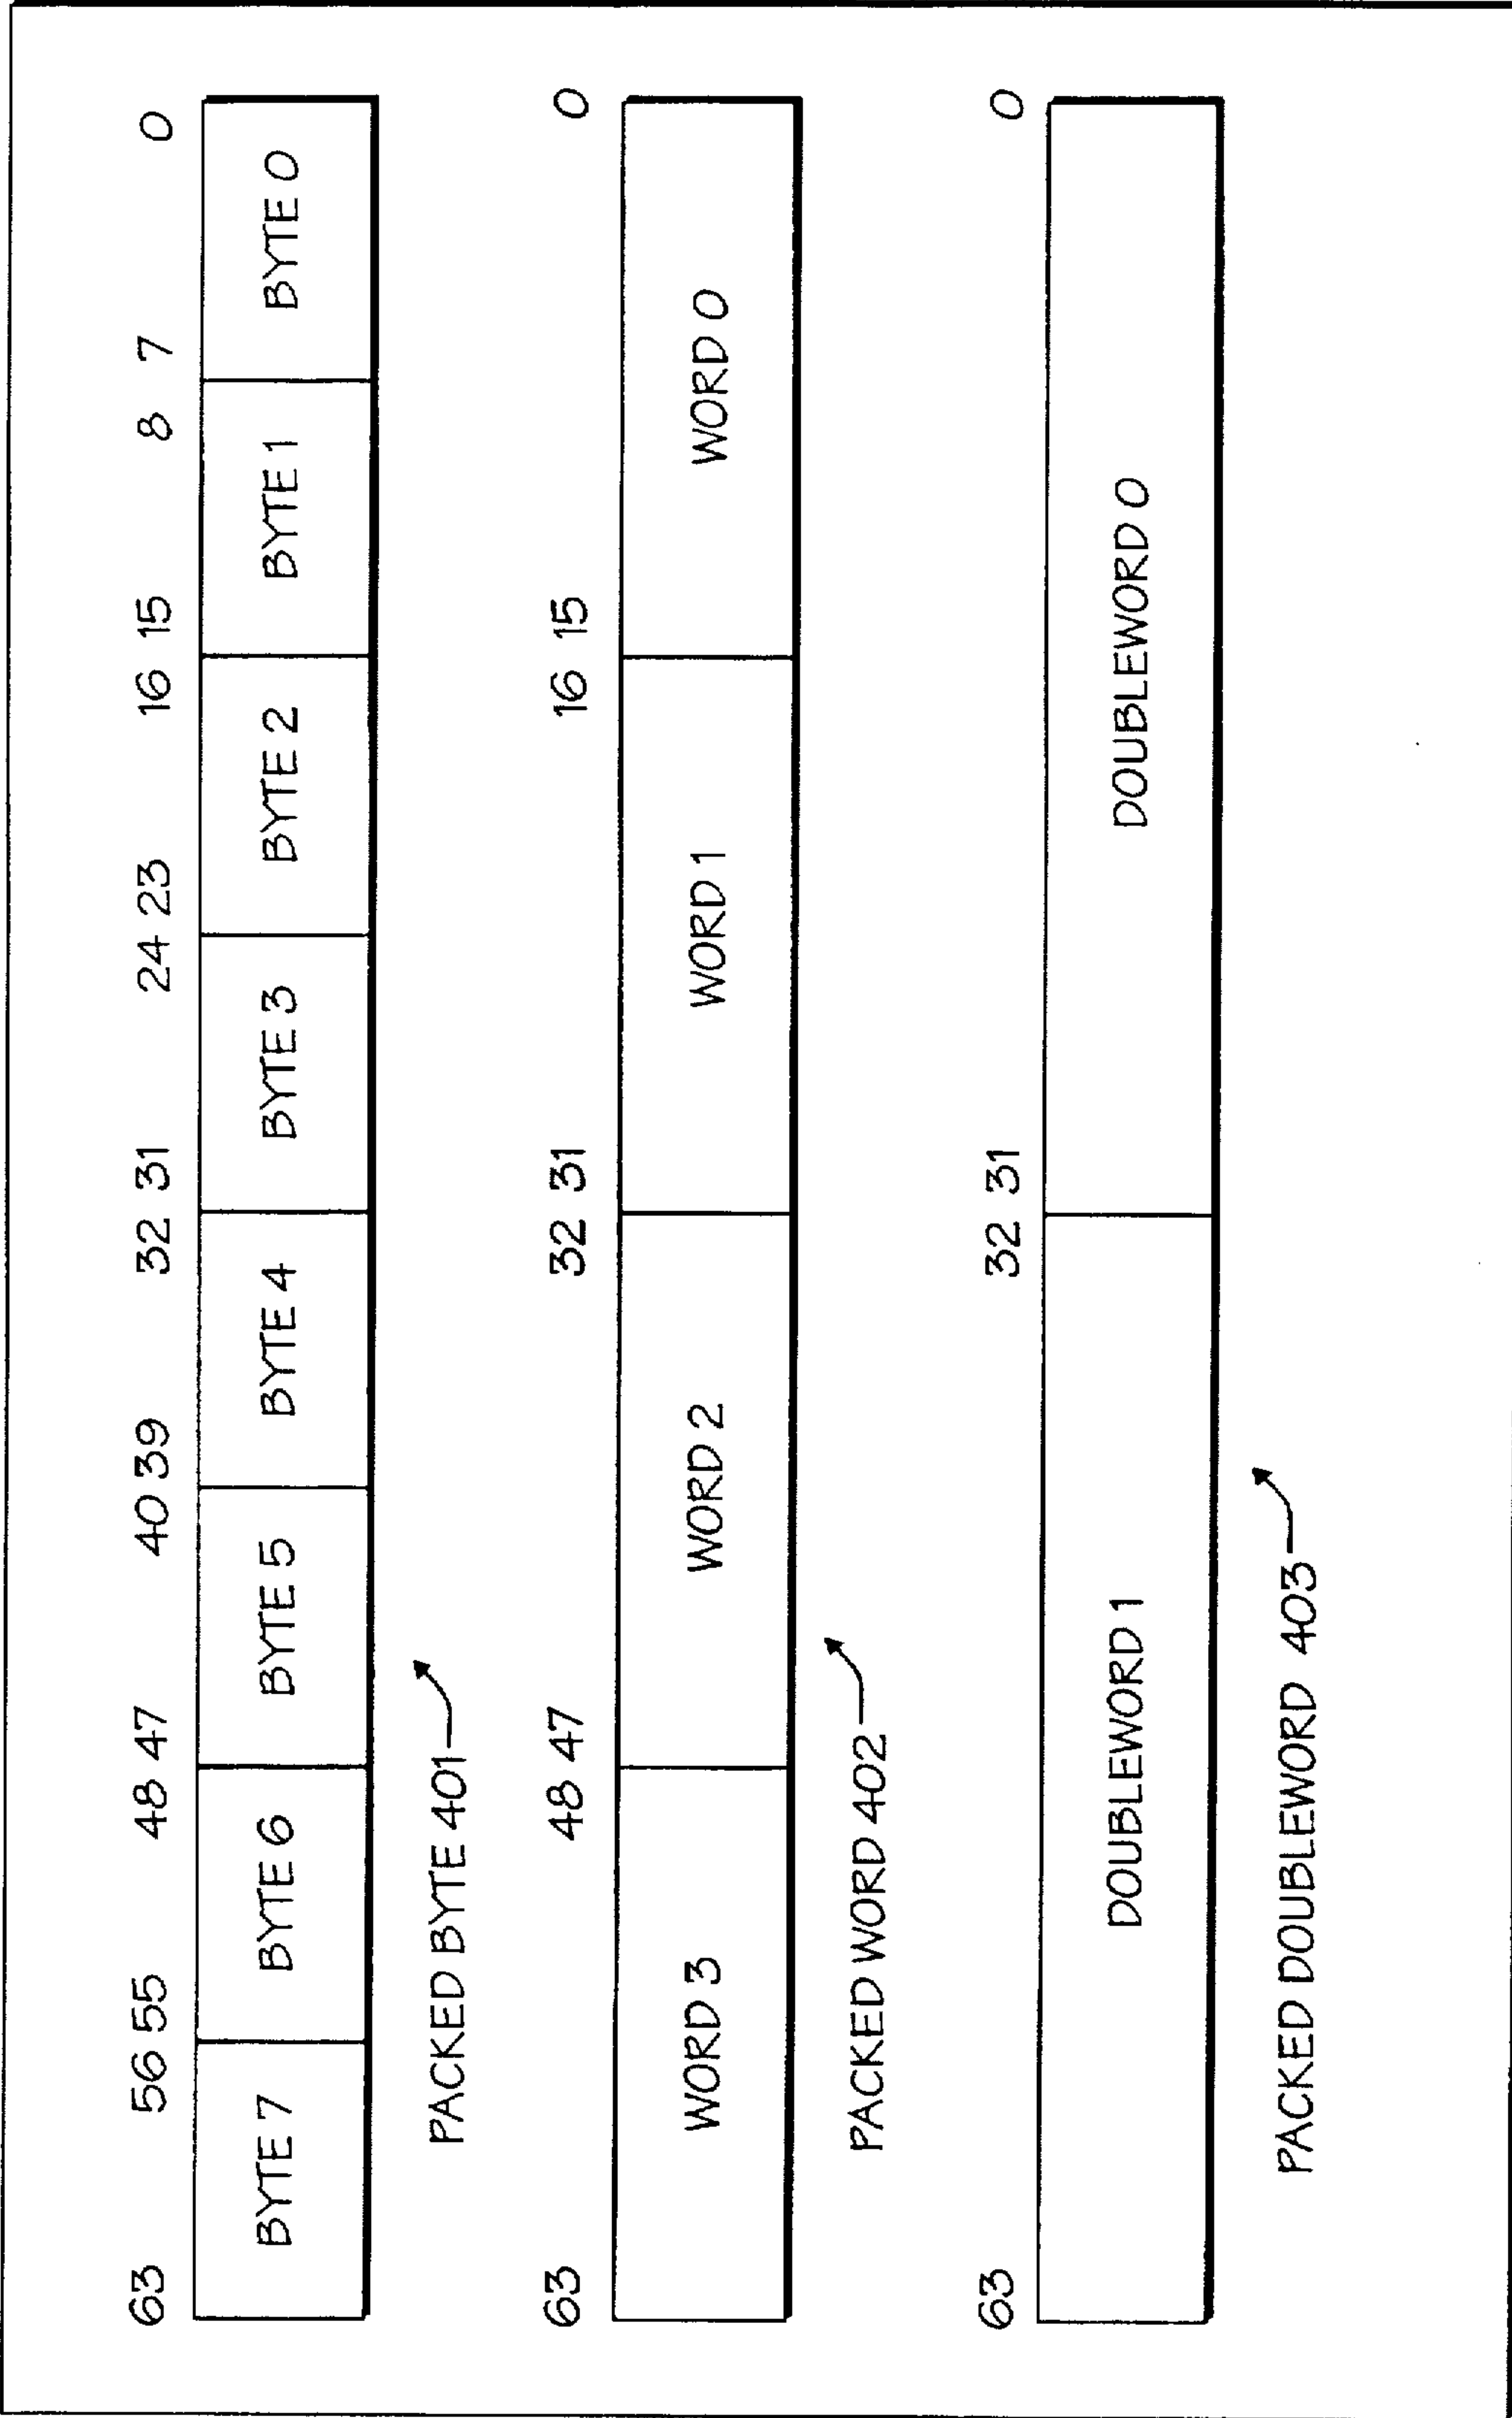 63 56 55 48 47 40 39 32 31 24 23 16 15 8 7 0
BYTE 7 BYTE 6 BYTE 5 BYTE 4 BYTE 3 BYTE 2 BYTE 1 BYTE 0
PACKED BYTE 401
63 48 47 32 31 16 15 0
WORD 3 WORD 2 WORD 1 WORD 0
PACKED WORD 402
63 32 31 0
DOUBLEWORD 1 DOUBLEWORD 0
PACKED DOUBLEWORD 403